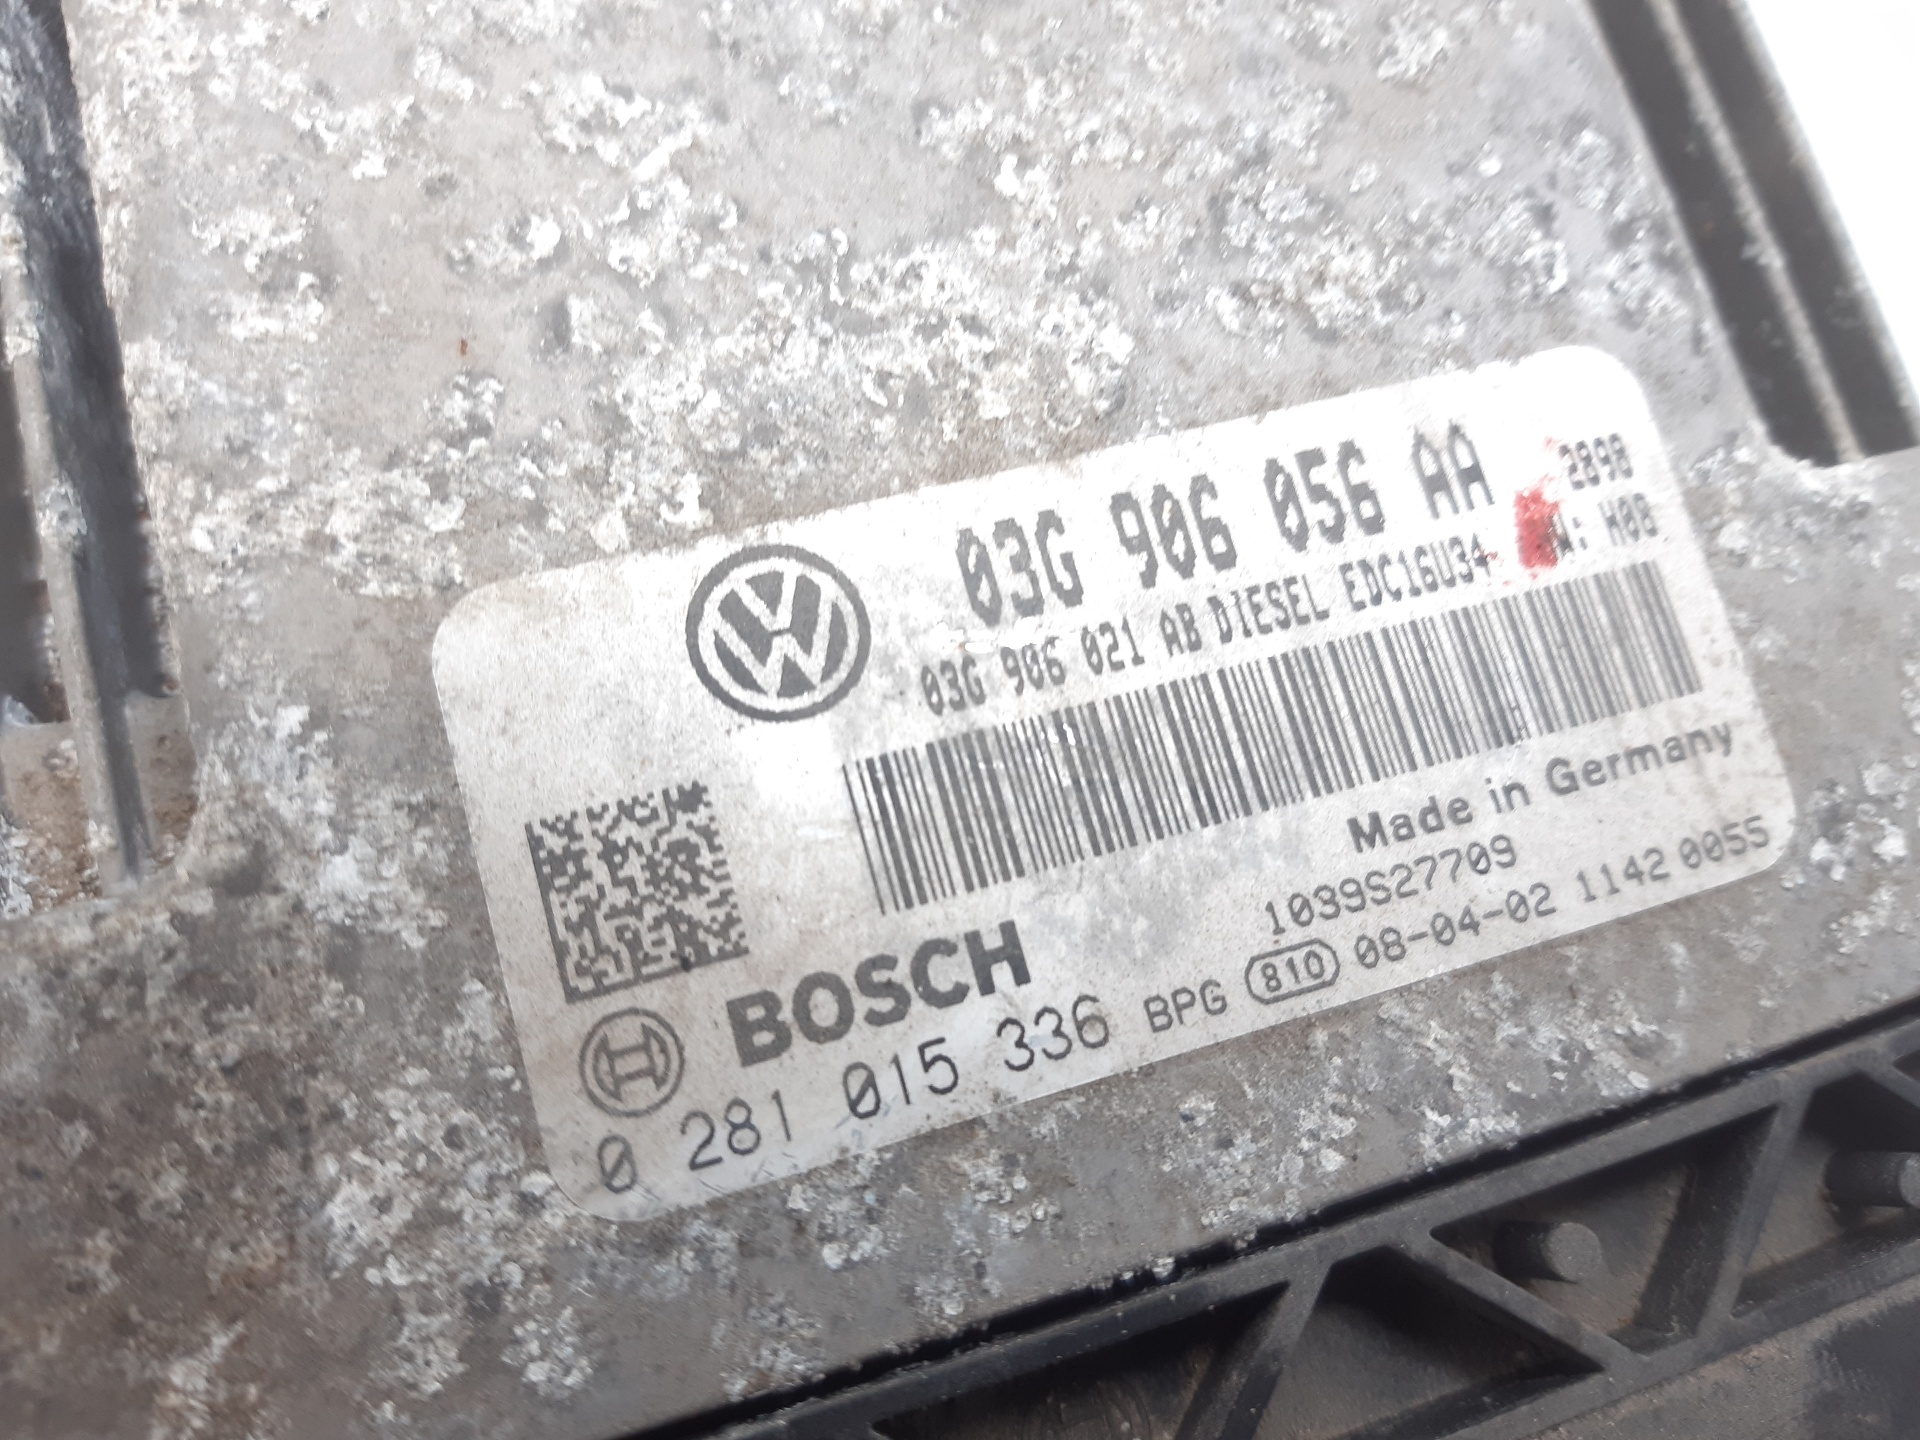 03G 906 056 AA 2898
03G 906 021 AB DIESEL EDC16U34 W: H08
Made in Germany
1039S27709
BOSCH
0 281 015 336 BPG 810 08-04-02 1142 0055